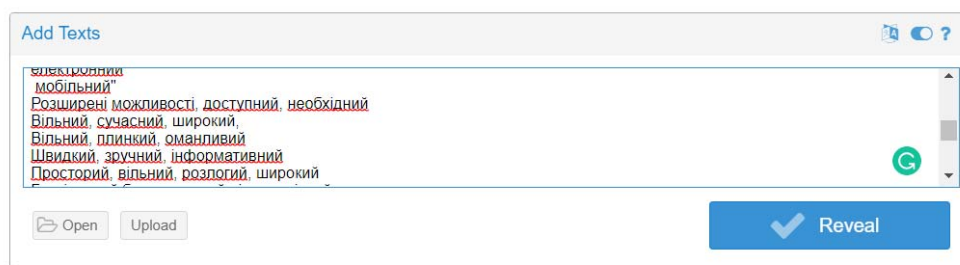 Add Texts
?
електронний
мобільний"
Розширені можливості, доступний, необхідний
Вільний, сучасний, широкий,
Вільний, плинкий, оманливий
Швидкий, зручний, інформативний
Просторий, вільний, розлогий, широкий
Open Upload Reveal